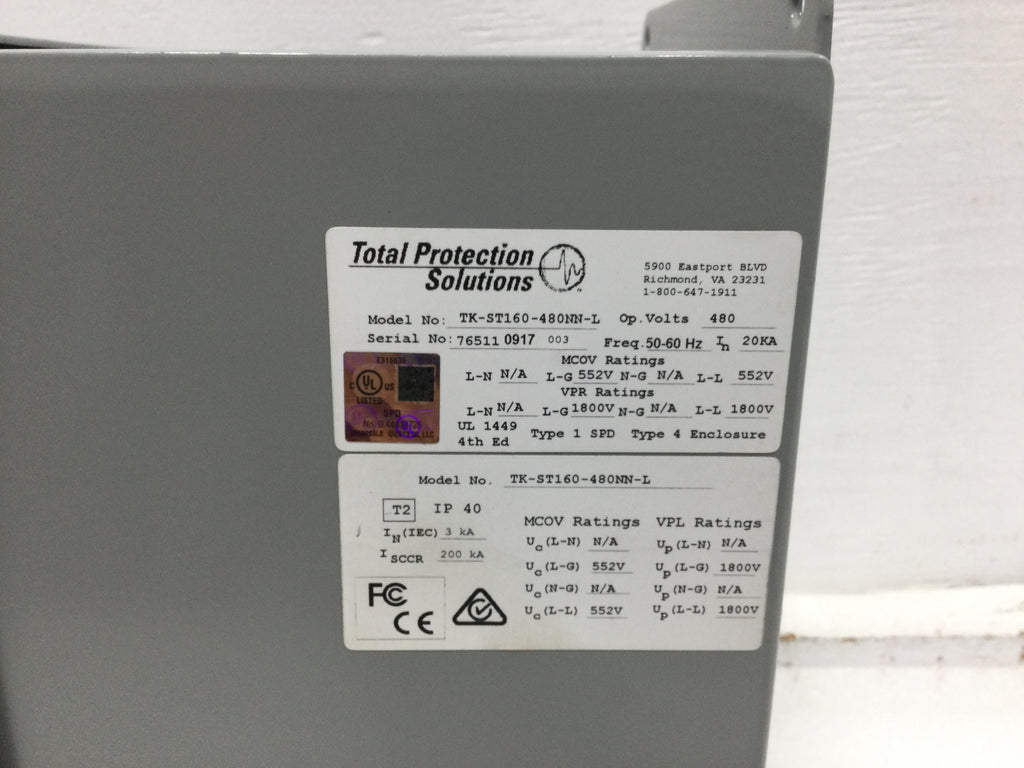 Total Protection
Solutions
5900 Eastport BLVD
Richmond, VA 23231
1-800-647-1911
Model No: TK-ST160-480NN-L Op.Volts 480
Serial No: 76511 0917 003 Freq.50-60 Hz In 20KA
MCOV Ratings
L-N N/A L-G 552V N-G N/A L-L 552V
VPR Ratings
L-N N/A L-G 1800V N-G N/A L-L 1800V
UL 1449
4th Ed Type 1 SPD Type 4 Enclosure
C UL US
LISTED
SPD
Model No. TK-ST160-480NN-L
T2 IP 40
IN(IEC) 3 kA
ISCCR 200 kA
FC
CE
MCOV Ratings VPL Ratings
Uc(L-N) N/A Up(L-N) N/A
Uc(L-G) 552V Up(L-G) 1800V
Uc(N-G) N/A Up(N-G) N/A
Uc(L-L) 552V Up(L-L) 1800V